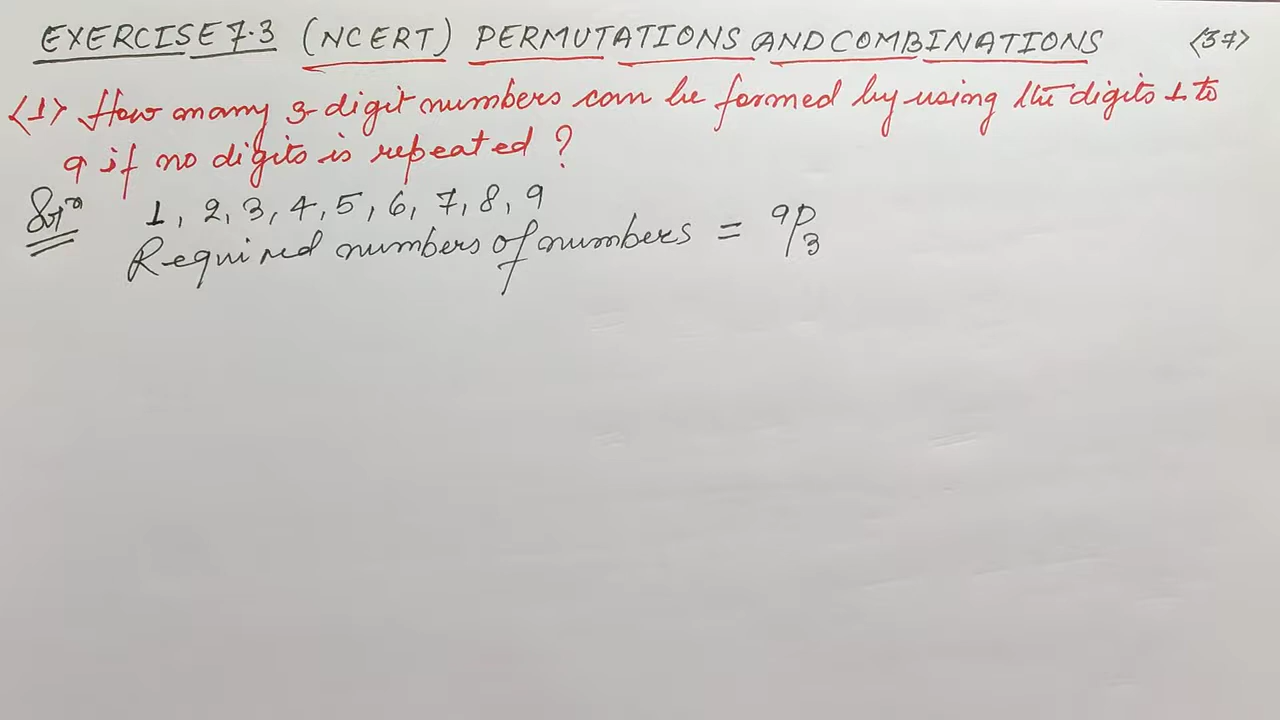 EXERCISE 7.3 (NCERT) PERMUTATIONS AND COMBINATIONS <37>
<1> How many 3-digit numbers can be formed by using the digits 1 to
9 if no digits is repeated ?
Solⁿ 1, 2, 3, 4, 5, 6, 7, 8, 9
Required numbers of numbers = ⁹P₃